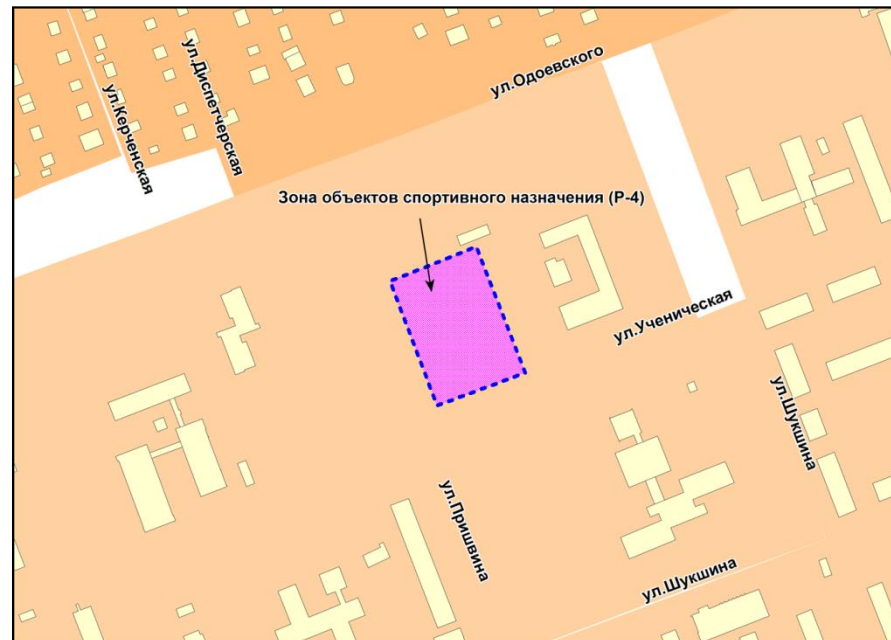 ул.Одоевского
ул.Диспетчерская
ул.Керченская
Зона объектов спортивного назначения (Р-4)
ул.Ученическая
ул.Шукшина
ул.Пришвина
ул.Шукшина